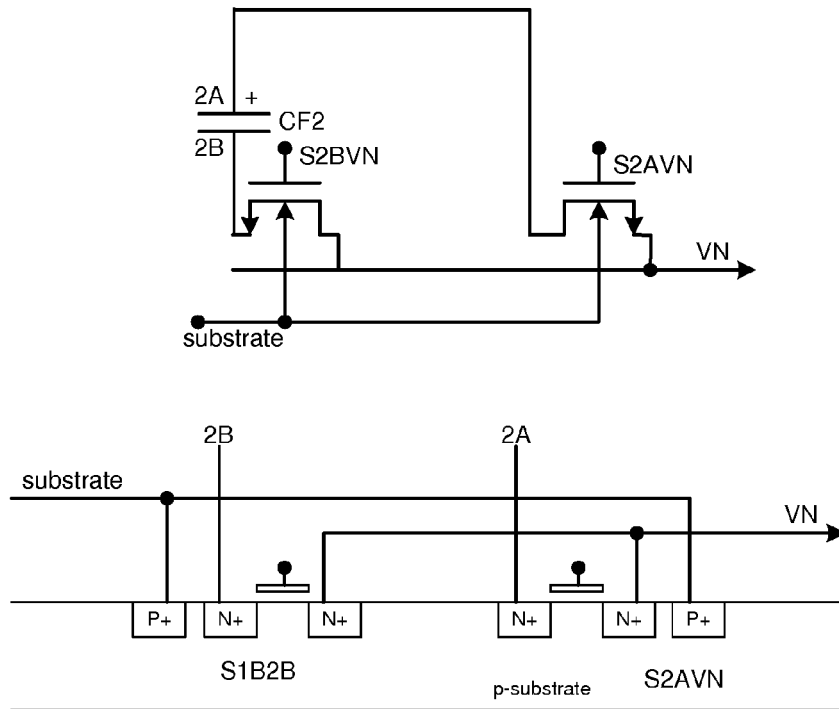 2A +
CF2
2B
S2BVN
S2AVN
VN
substrate
2B
2A
substrate
VN
P+
N+
N+
N+
N+
P+
S1B2B
p-substrate
S2AVN